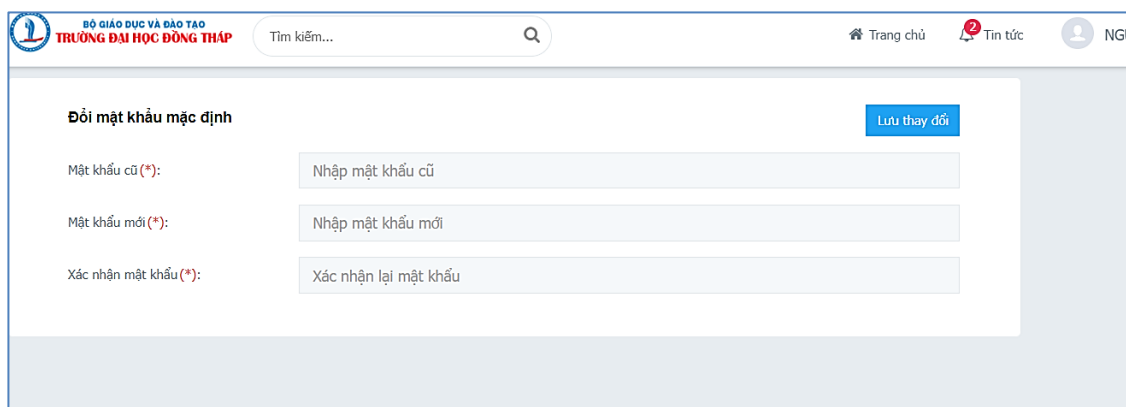 BỘ GIÁO DỤC VÀ ĐÀO TẠO
TRƯỜNG ĐẠI HỌC ĐỒNG THÁP
Tìm kiếm...
Trang chủ
2
Tin tức
Đổi mật khẩu mặc định
Lưu thay đổi
Mật khẩu cũ(*):
Nhập mật khẩu cũ
Mật khẩu mới(*):
Nhập mật khẩu mới
Xác nhận mật khẩu(*):
Xác nhận lại mật khẩu